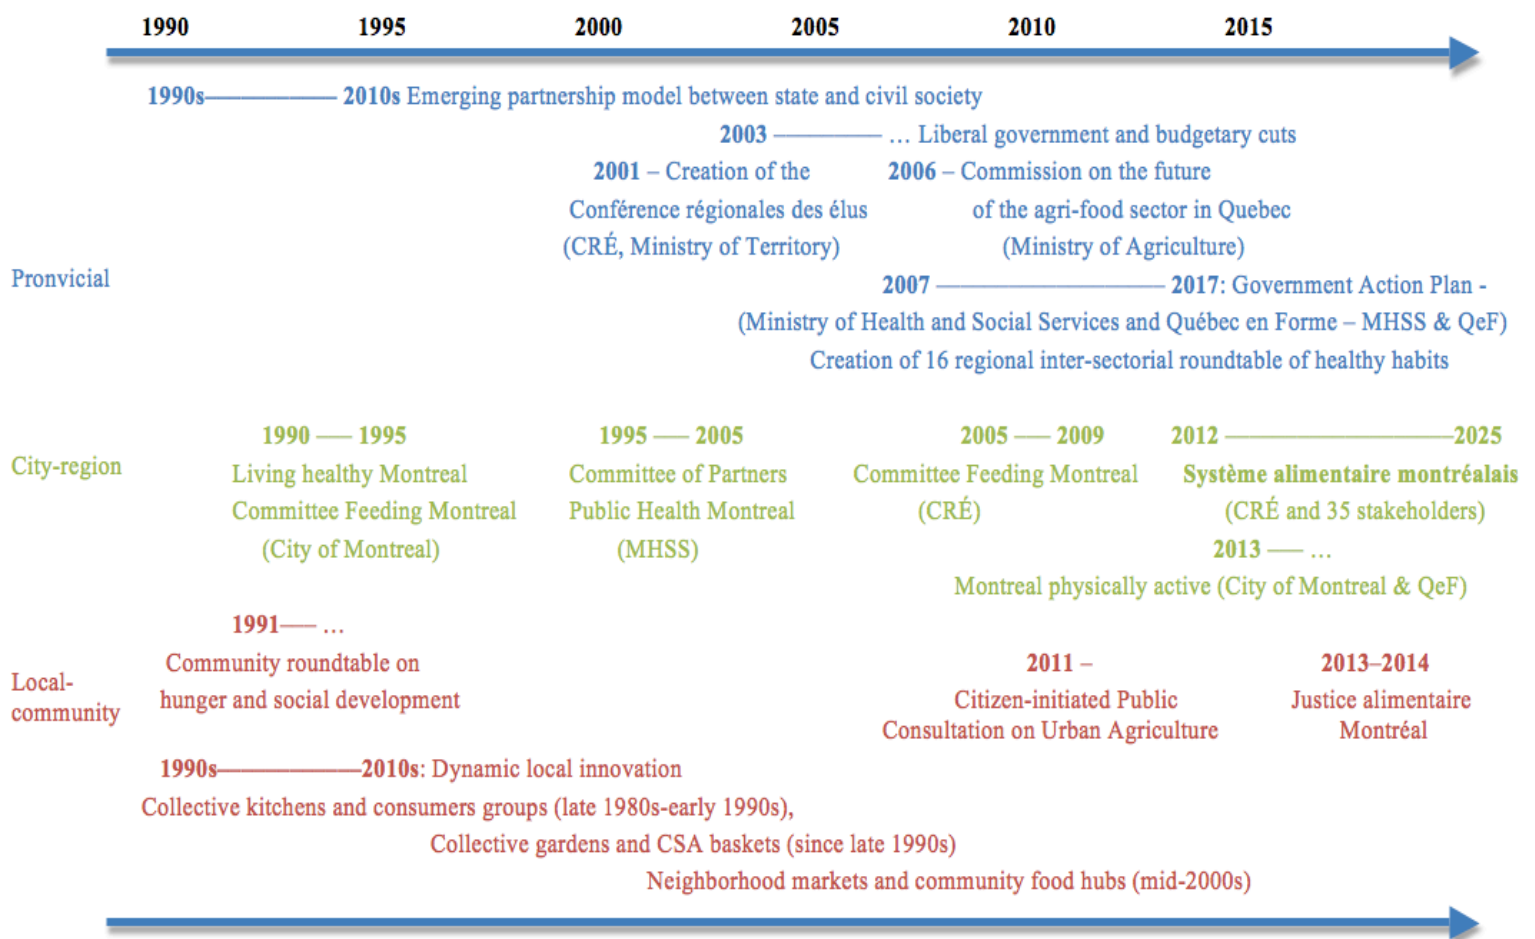 1990 1995 2000 2005 2010 2015
1990s——— 2010s Emerging partnership model between state and civil society
2003 ——— … Liberal government and budgetary cuts
2001 – Creation of the
Conférence régionales des élus
(CRÉ, Ministry of Territory)
2006 – Commission on the future
of the agri-food sector in Quebec
(Ministry of Agriculture)
Pronvicial
2007 ——— 2017: Government Action Plan -
(Ministry of Health and Social Services and Québec en Forme – MHSS & QeF)
Creation of 16 regional inter-sectorial roundtable of healthy habits
City-region
1990 —– 1995
Living healthy Montreal
Committee Feeding Montreal
(City of Montreal)
1995 —– 2005
Committee of Partners
Public Health Montreal
(MHSS)
2005 —– 2009
Committee Feeding Montreal
(CRÉ)
2012 ———2025
Système alimentaire montréalais
(CRÉ and 35 stakeholders)
2013 —– …
Montreal physically active (City of Montreal & QeF)
Local-
community
1991—– …
Community roundtable on
hunger and social development
2011 –
Citizen-initiated Public
Consultation on Urban Agriculture
2013–2014
Justice alimentaire
Montréal
1990s———2010s: Dynamic local innovation
Collective kitchens and consumers groups (late 1980s-early 1990s),
Collective gardens and CSA baskets (since late 1990s)
Neighborhood markets and community food hubs (mid-2000s)